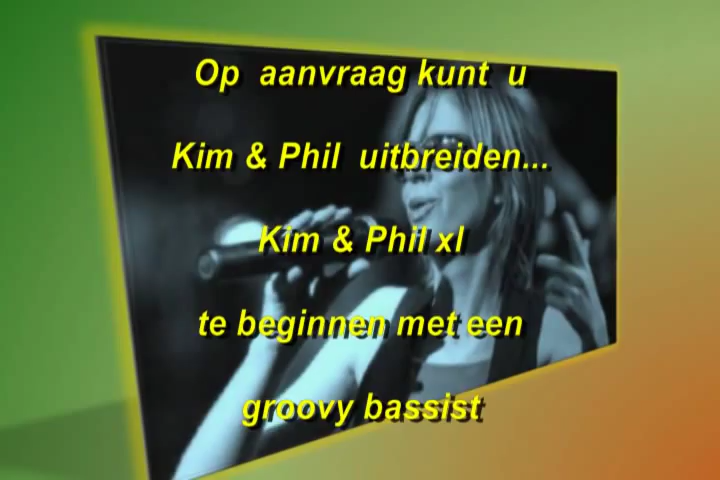 Op aanvraag kunt u
Kim & Phil uitbreiden...
Kim & Phil xl
te beginnen met een
groovy bassist